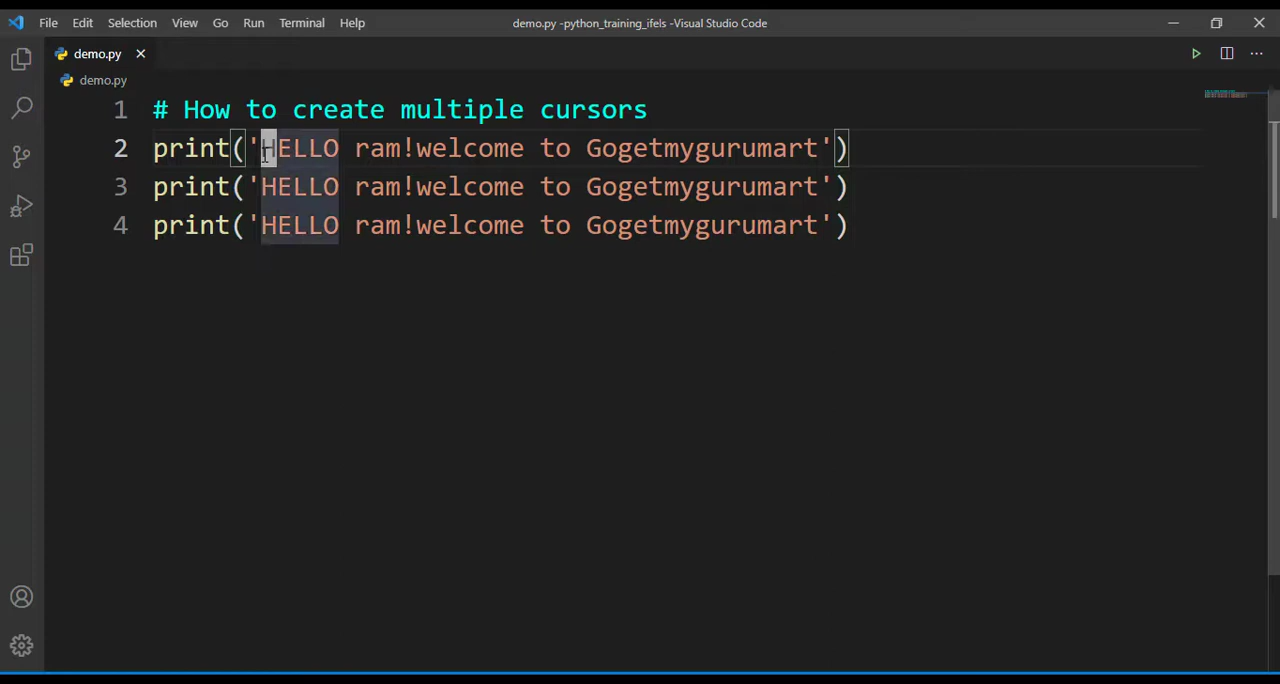 File Edit Selection View Go Run Terminal Help demo.py -python_training_ifels -Visual Studio Code
demo.py
demo.py
1 # How to create multiple cursors
2 print('HELLO ram!welcome to Gogetmygurumart')
3 print('HELLO ram!welcome to Gogetmygurumart')
4 print('HELLO ram!welcome to Gogetmygurumart')